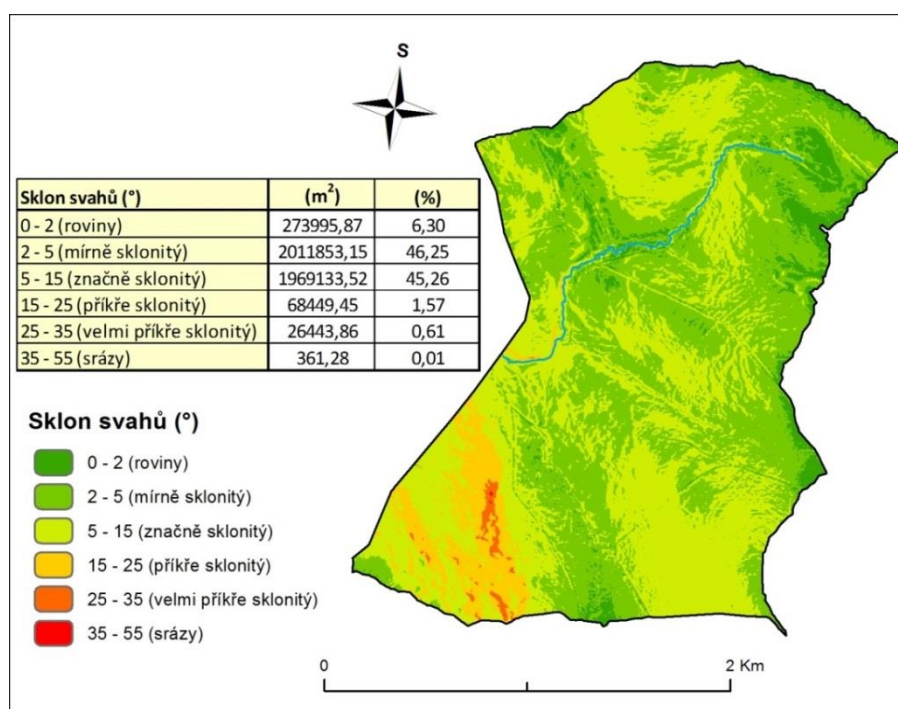 S
Sklon svahů (°) (m²) (%)
0 - 2 (roviny) 273995,87 6,30
2 - 5 (mírně sklonitý) 2011853,15 46,25
5 - 15 (značně sklonitý) 1969133,52 45,26
15 - 25 (příkře sklonitý) 68449,45 1,57
25 - 35 (velmi příkře sklonitý) 26443,86 0,61
35 - 55 (srázy) 361,28 0,01
Sklon svahů (°)
0 - 2 (roviny)
2 - 5 (mírně sklonitý)
5 - 15 (značně sklonitý)
15 - 25 (příkře sklonitý)
25 - 35 (velmi příkře sklonitý)
35 - 55 (srázy)
0 2 Km